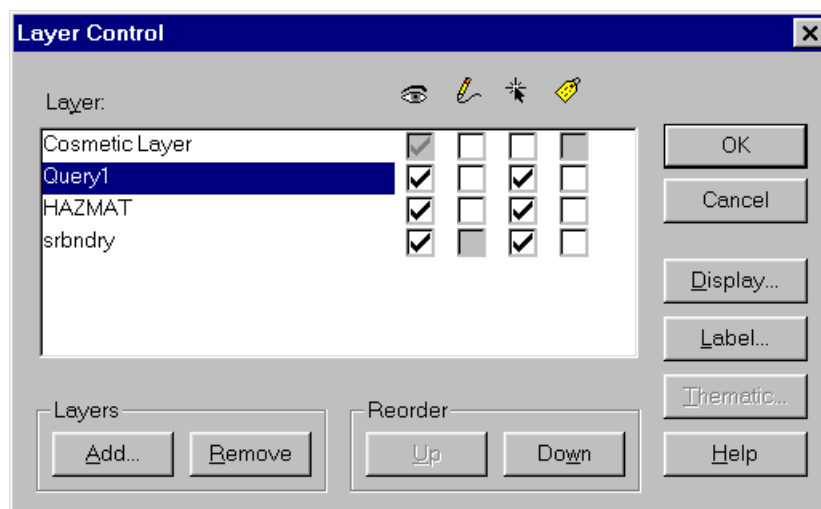 Layer Control
Layer:
Cosmetic Layer
Query1
HAZMAT
srbndry
OK
Cancel
Display...
Label...
Thematic...
Layers
Add...
Remove
Reorder
Up
Down
Help